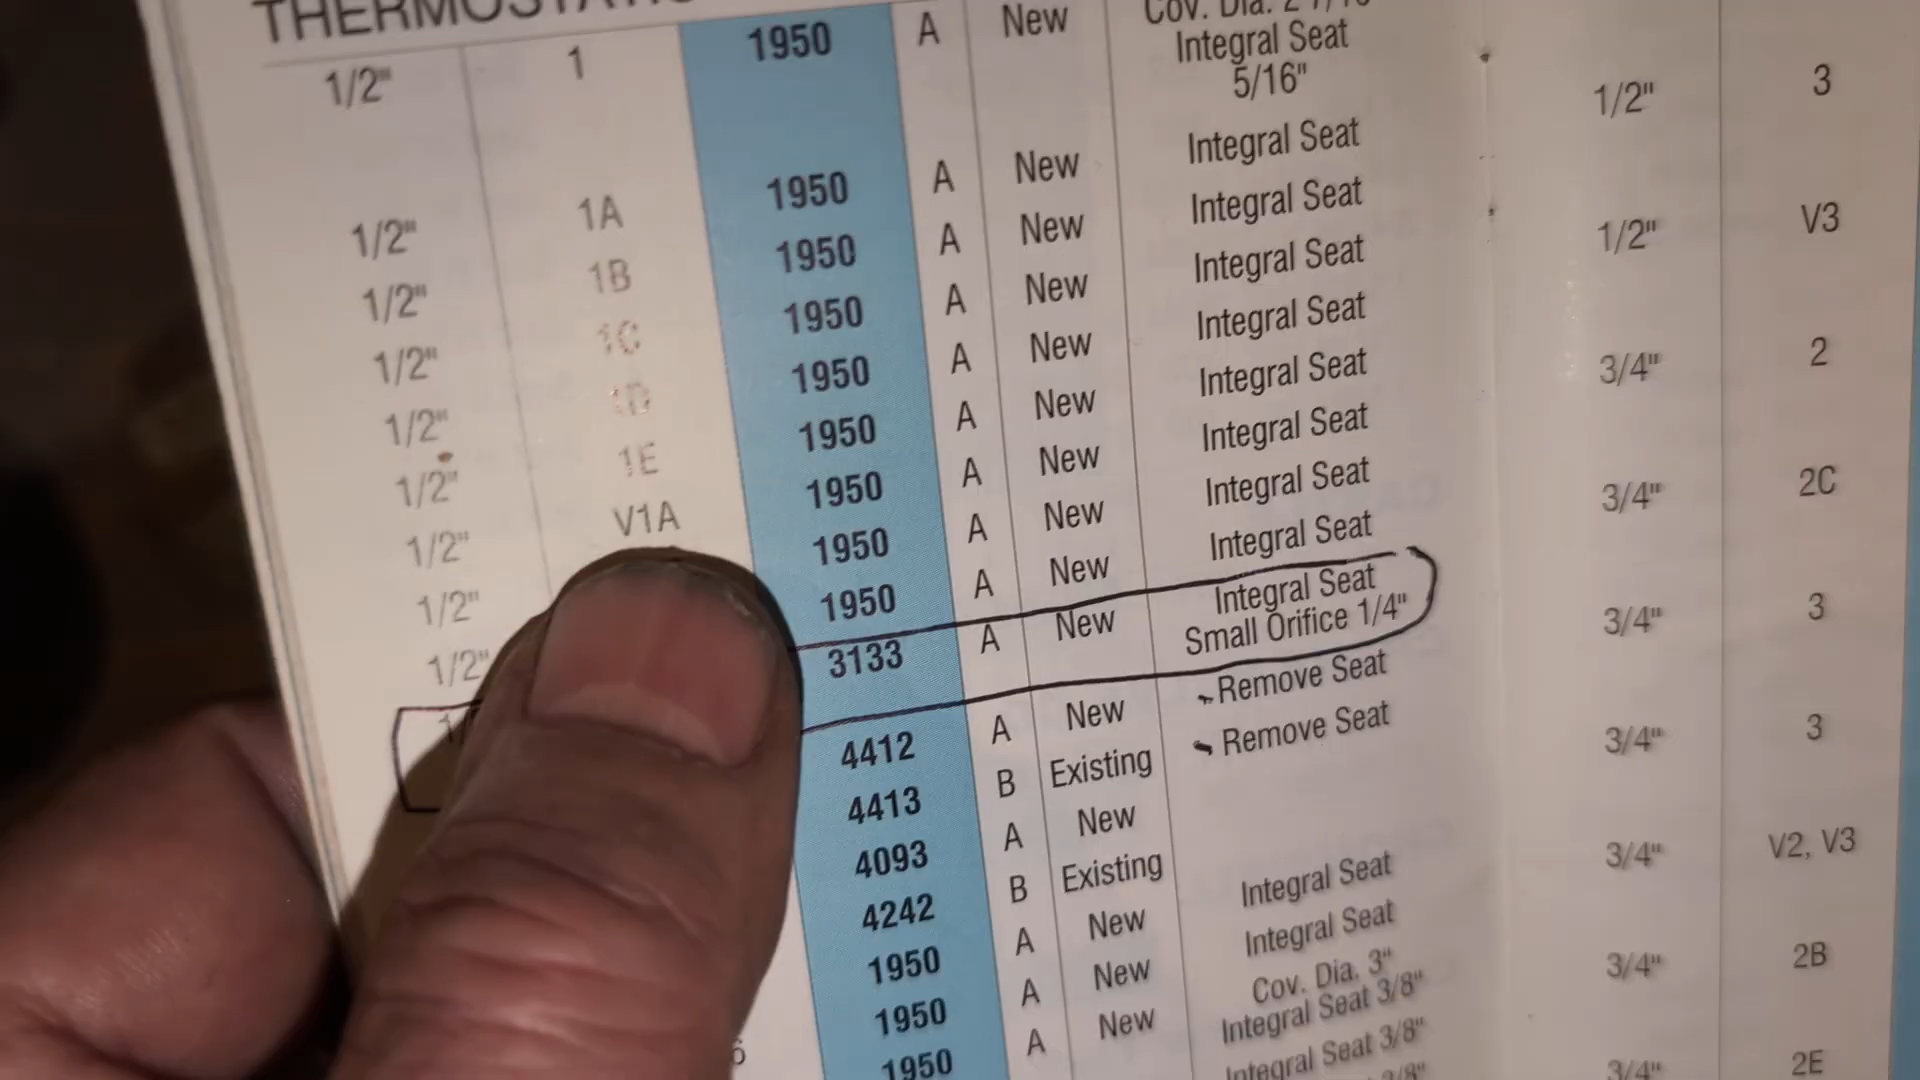 1/2" 1 1950 A New Cov. Dia. 2
Integral Seat
5/16" 1/2" 3
1/2" 1A 1950 A New Integral Seat
1/2" 1B 1950 A New Integral Seat 1/2" V3
1/2" 1C 1950 A New Integral Seat
1/2" 1D 1950 A New Integral Seat 3/4" 2
1/2" 1E 1950 A New Integral Seat
1/2" V1A 1950 A New Integral Seat 3/4" 2C
1/2" 1950 A New Integral Seat
1/2" 1950 A New Integral Seat
3133 A New Integral Seat 3/4" 3
Small Orifice 1/4"
4412 A New Remove Seat
4413 B Existing Remove Seat 3/4" 3
4093 A New
4242 B Existing 3/4" V2, V3
1950 A New Integral Seat
1950 A New Integral Seat
Cov. Dia. 3" 3/4" 2B
1950 A New Integral Seat 3/8"
Integral Seat 3/8"
3/8" 3/4" 2E
6